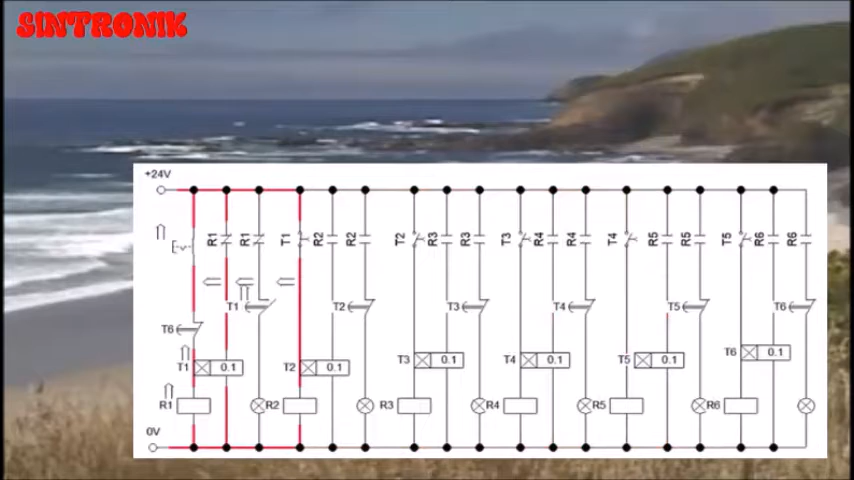 SINTRONIK
+24V
R1 R1 T1 R2 R2 T2 R3 R3 T3 R4 R4 T4 R5 R5 T5 R6 R6
T1 T2 T3 T4 T5 T6
T6
T1 0.1 T2 0.1 T3 0.1 T4 0.1 T5 0.1 T6 0.1
R1 R2 R3 R4 R5 R6
0V